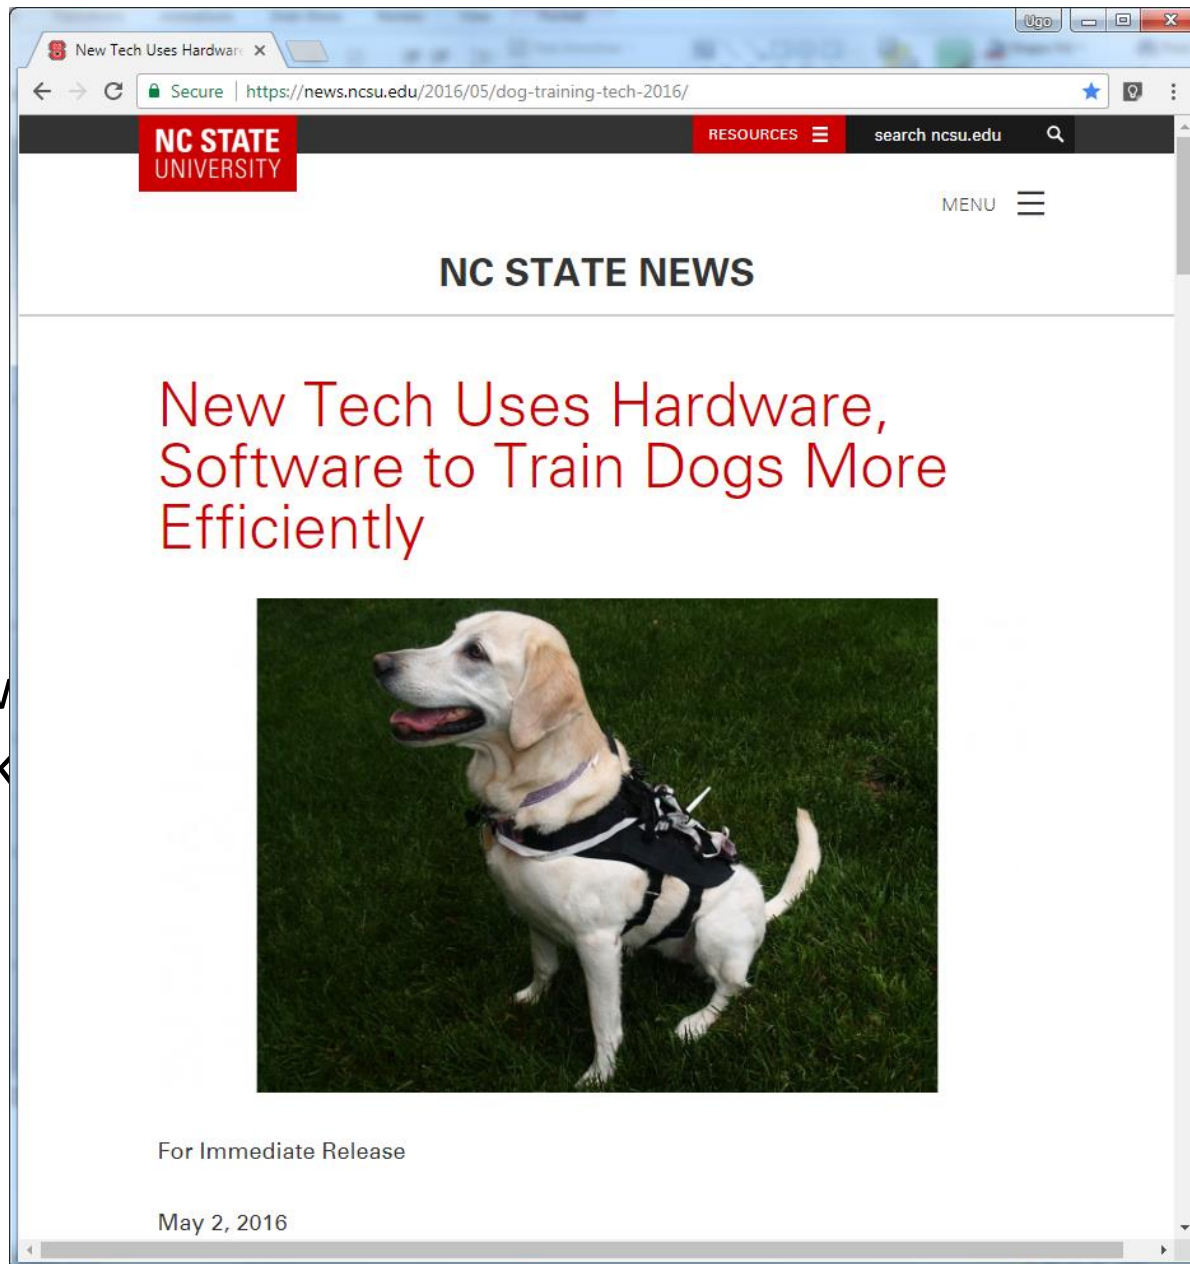 Ugo
New Tech Uses Hardwar
Secure | https://news.ncsu.edu/2016/05/dog-training-tech-2016/
NC STATE
UNIVERSITY
RESOURCES
search ncsu.edu
MENU
NC STATE NEWS
New Tech Uses Hardware,
Software to Train Dogs More
Efficiently
For Immediate Release
May 2, 2016